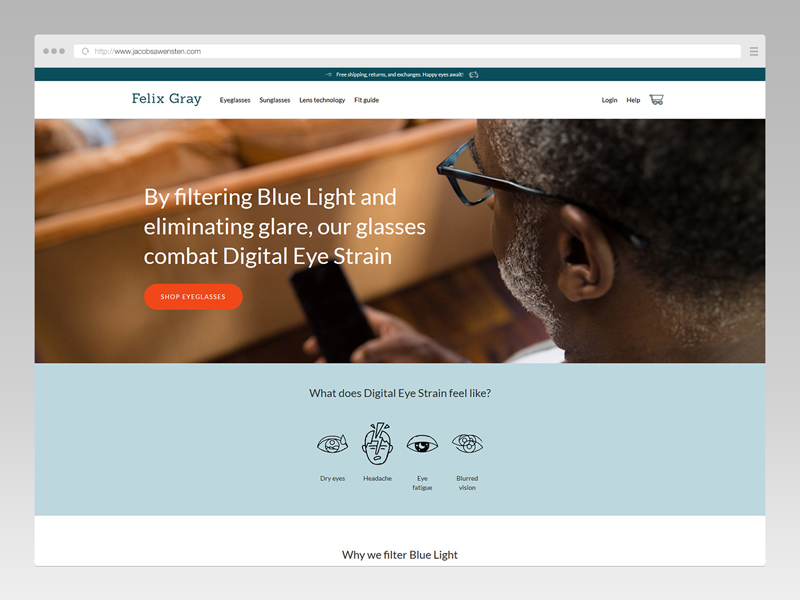 http://www.jacobsawensten.com
Free shipping, returns, and exchanges. Happy eyes await!
Felix Gray Eyeglasses Sunglasses Lens technology Fit guide Login Help
By filtering Blue Light and
eliminating glare, our glasses
combat Digital Eye Strain
SHOP EYEGLASSES
What does Digital Eye Strain feel like?
Dry eyes
Headache
Eye
fatigue
Blurred
vision
Why we filter Blue Light